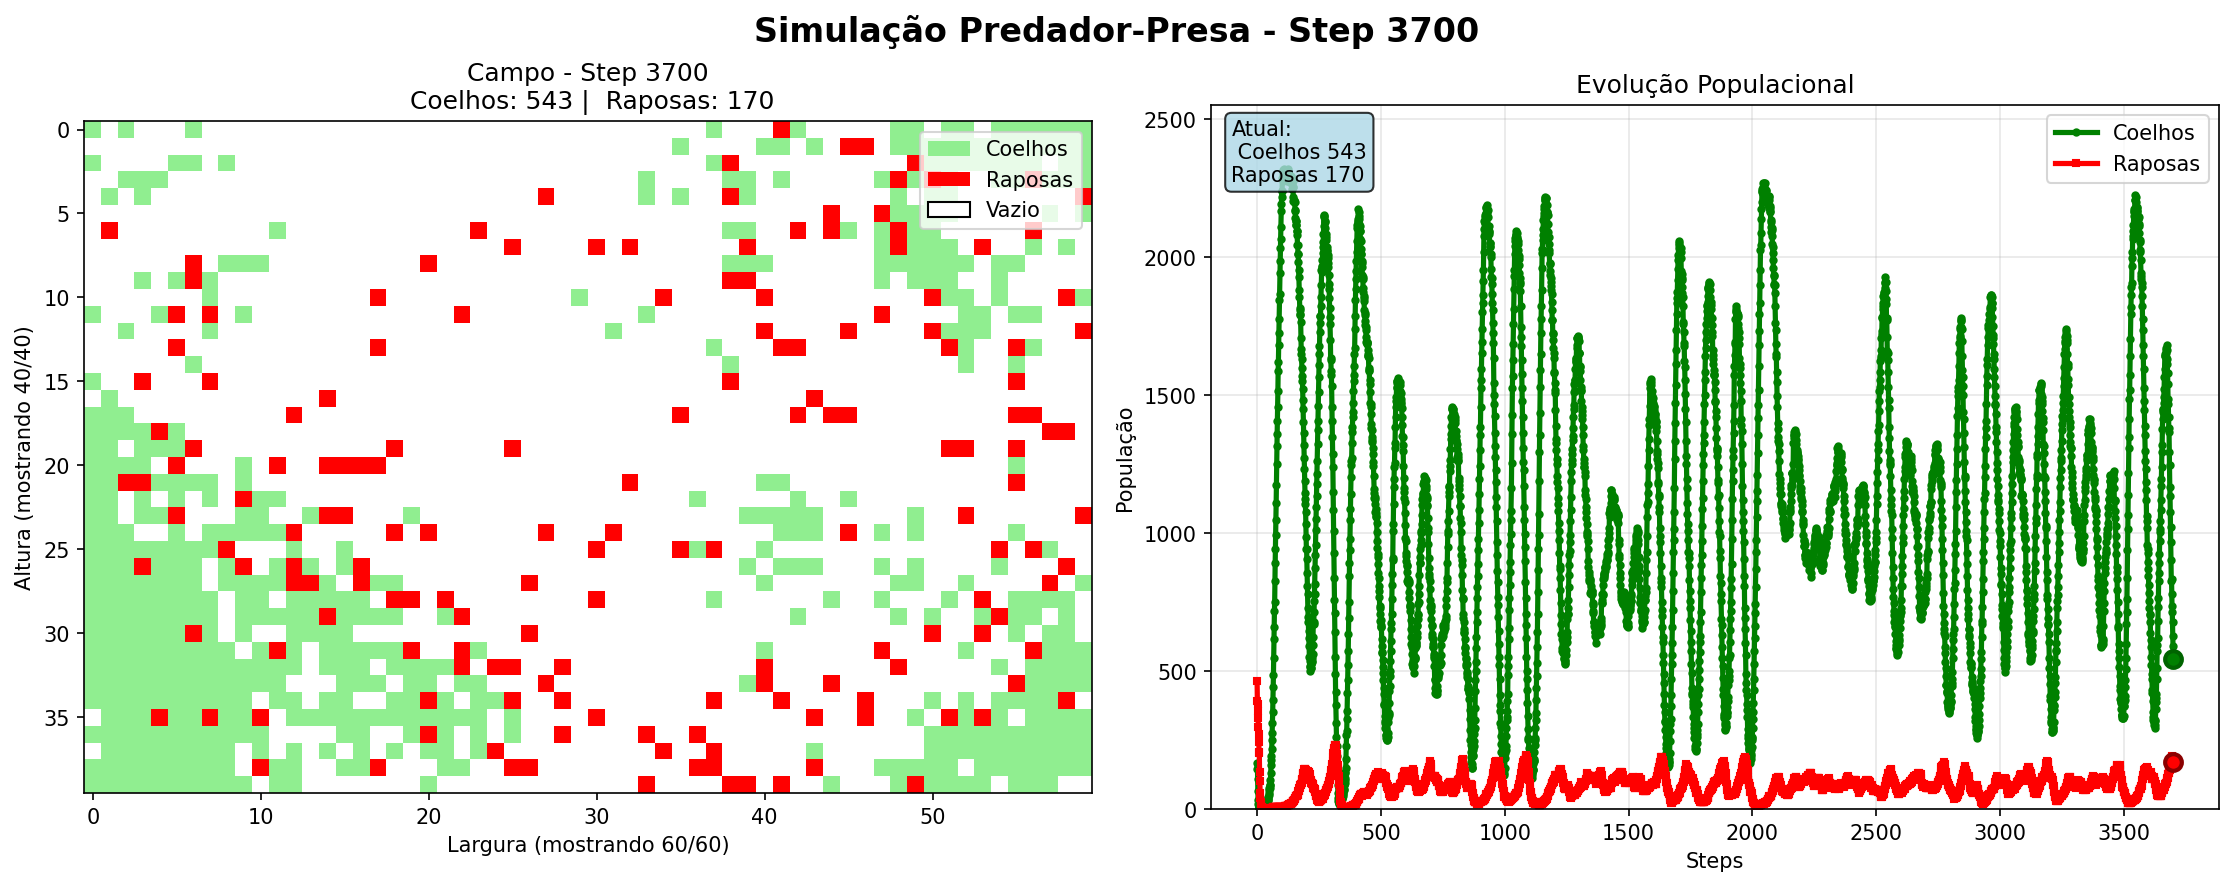 Simulação Predador-Presa - Step 3700
Campo - Step 3700
Coelhos: 543 |  Raposas: 170
Coelhos
Raposas
Vazio
0
5
10
15
20
25
30
35
Altura (mostrando 40/40)
0
10
20
30
40
50
Largura (mostrando 60/60)
Evolução Populacional
Atual:
Coelhos 543
Raposas 170
Coelhos
Raposas
2500
2000
1500
1000
500
0
População
0
500
1000
1500
2000
2500
3000
3500
Steps